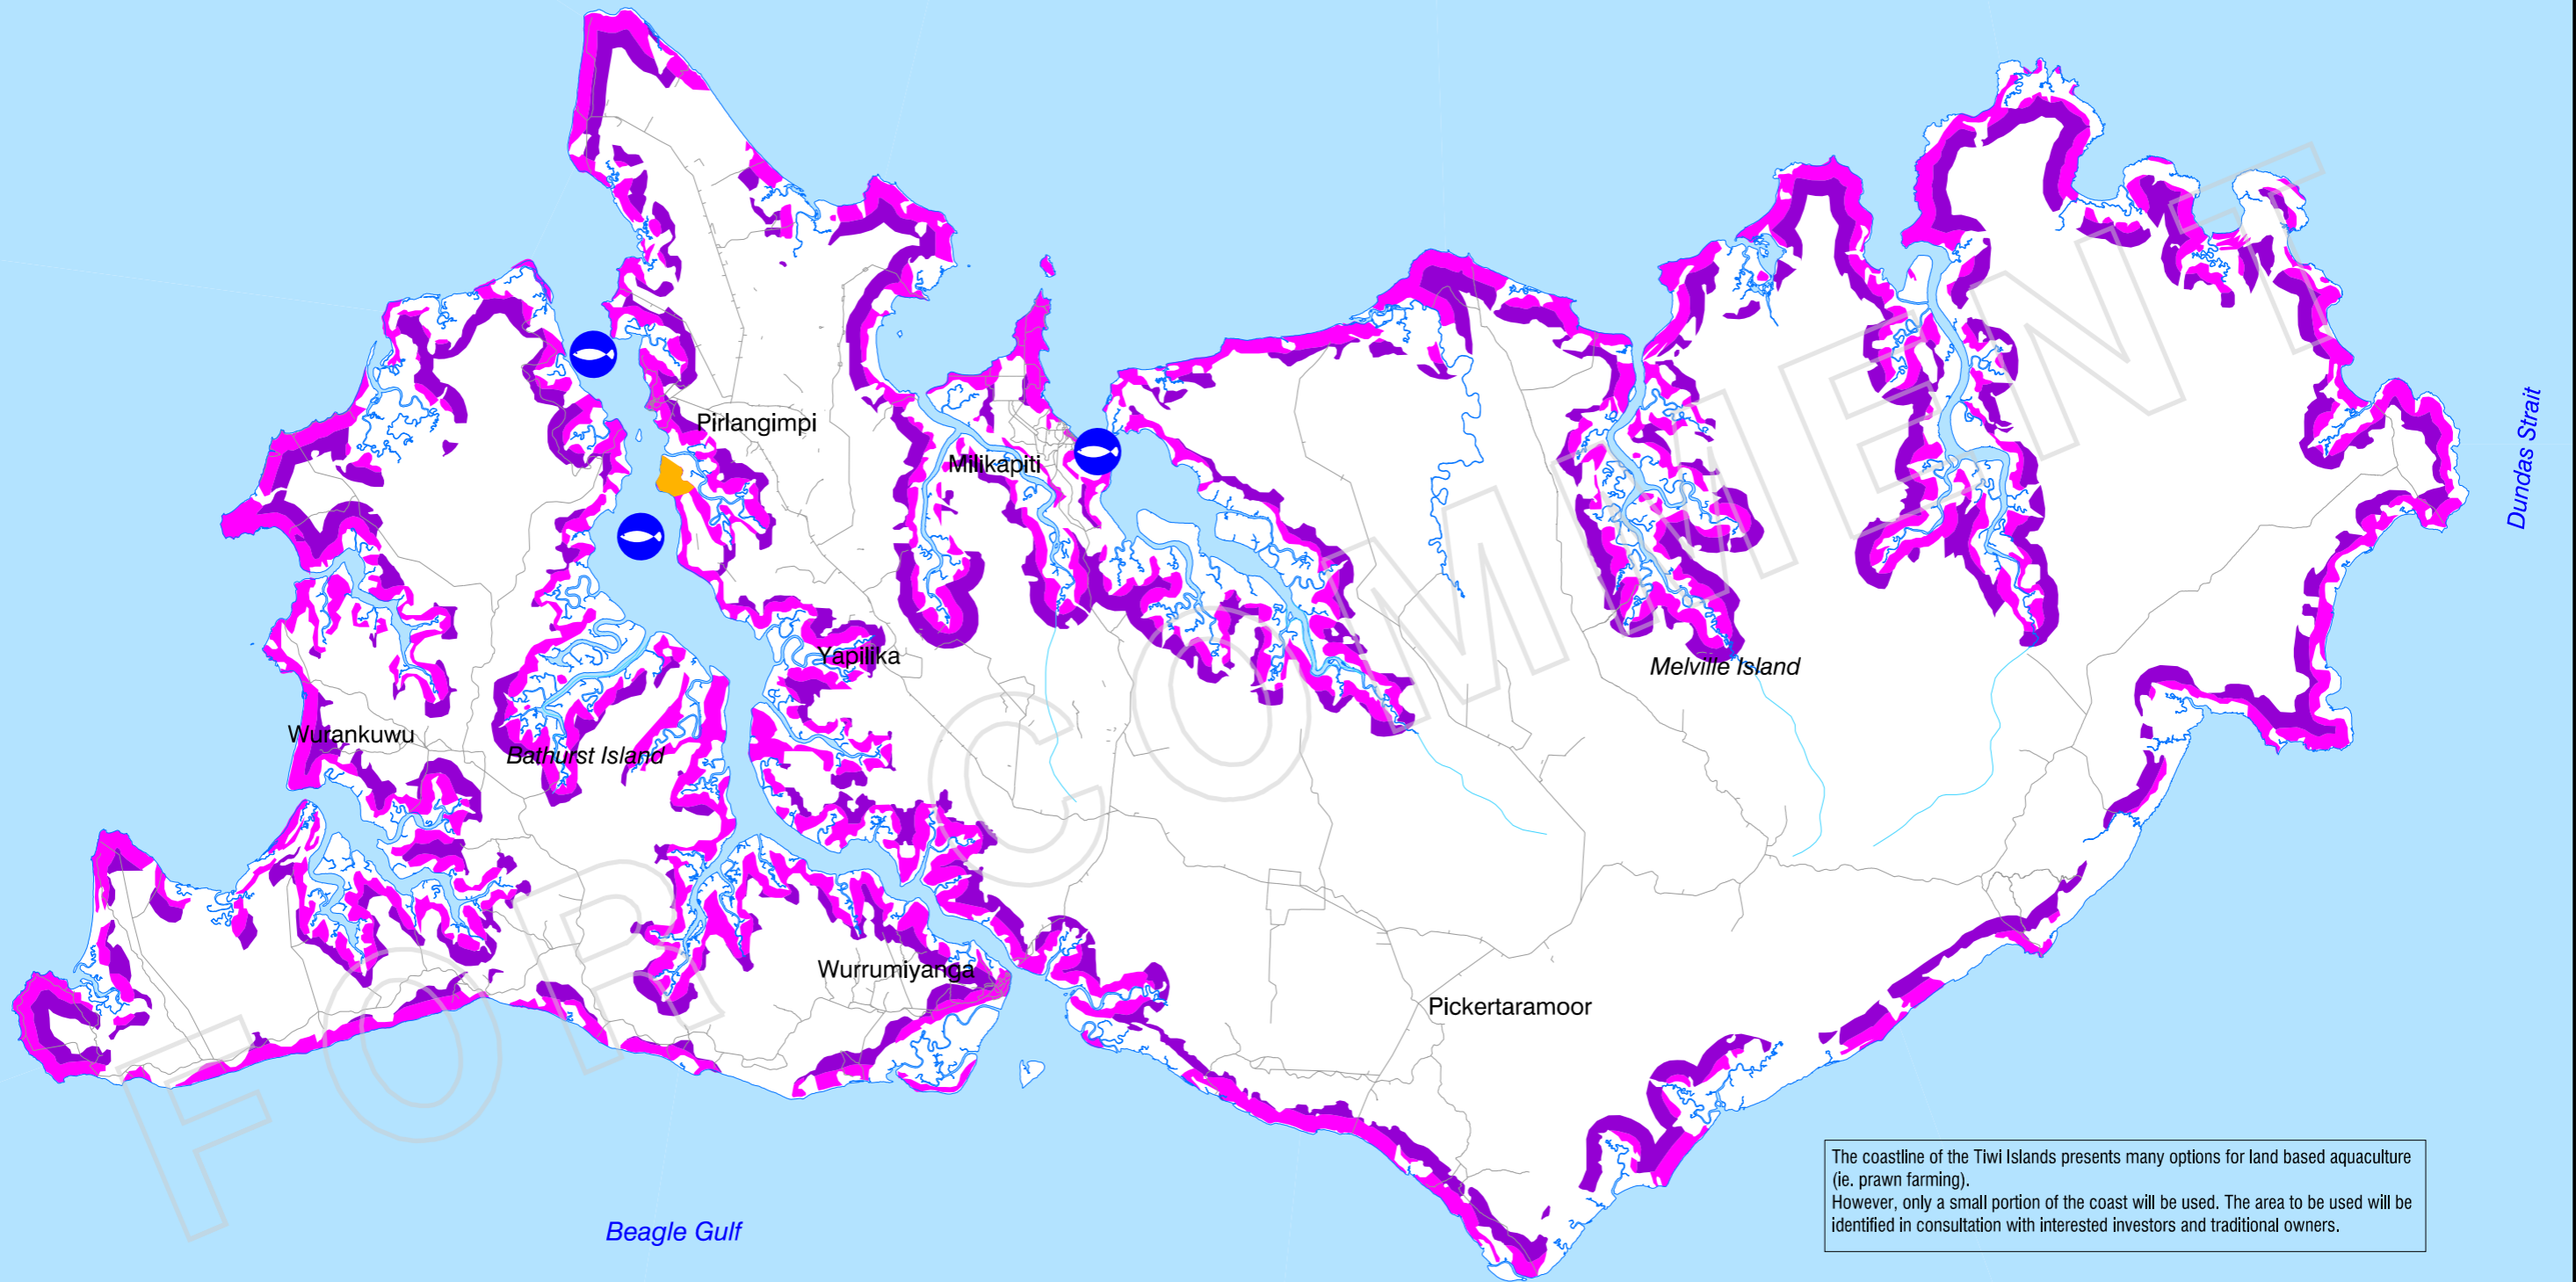 Pirlangimpi
Milikapiti
Dundas Strait
Yapilika
Melville Island
Wurankuwu
Bathurst Island
Wurrumiyanga
Pickertaramoor
FOR COMMENT
The coastline of the Tiwi Islands presents many options for land based aquaculture
(ie. prawn farming).
However, only a small portion of the coast will be used. The area to be used will be
identified in consultation with interested investors and traditional owners.
Beagle Gulf